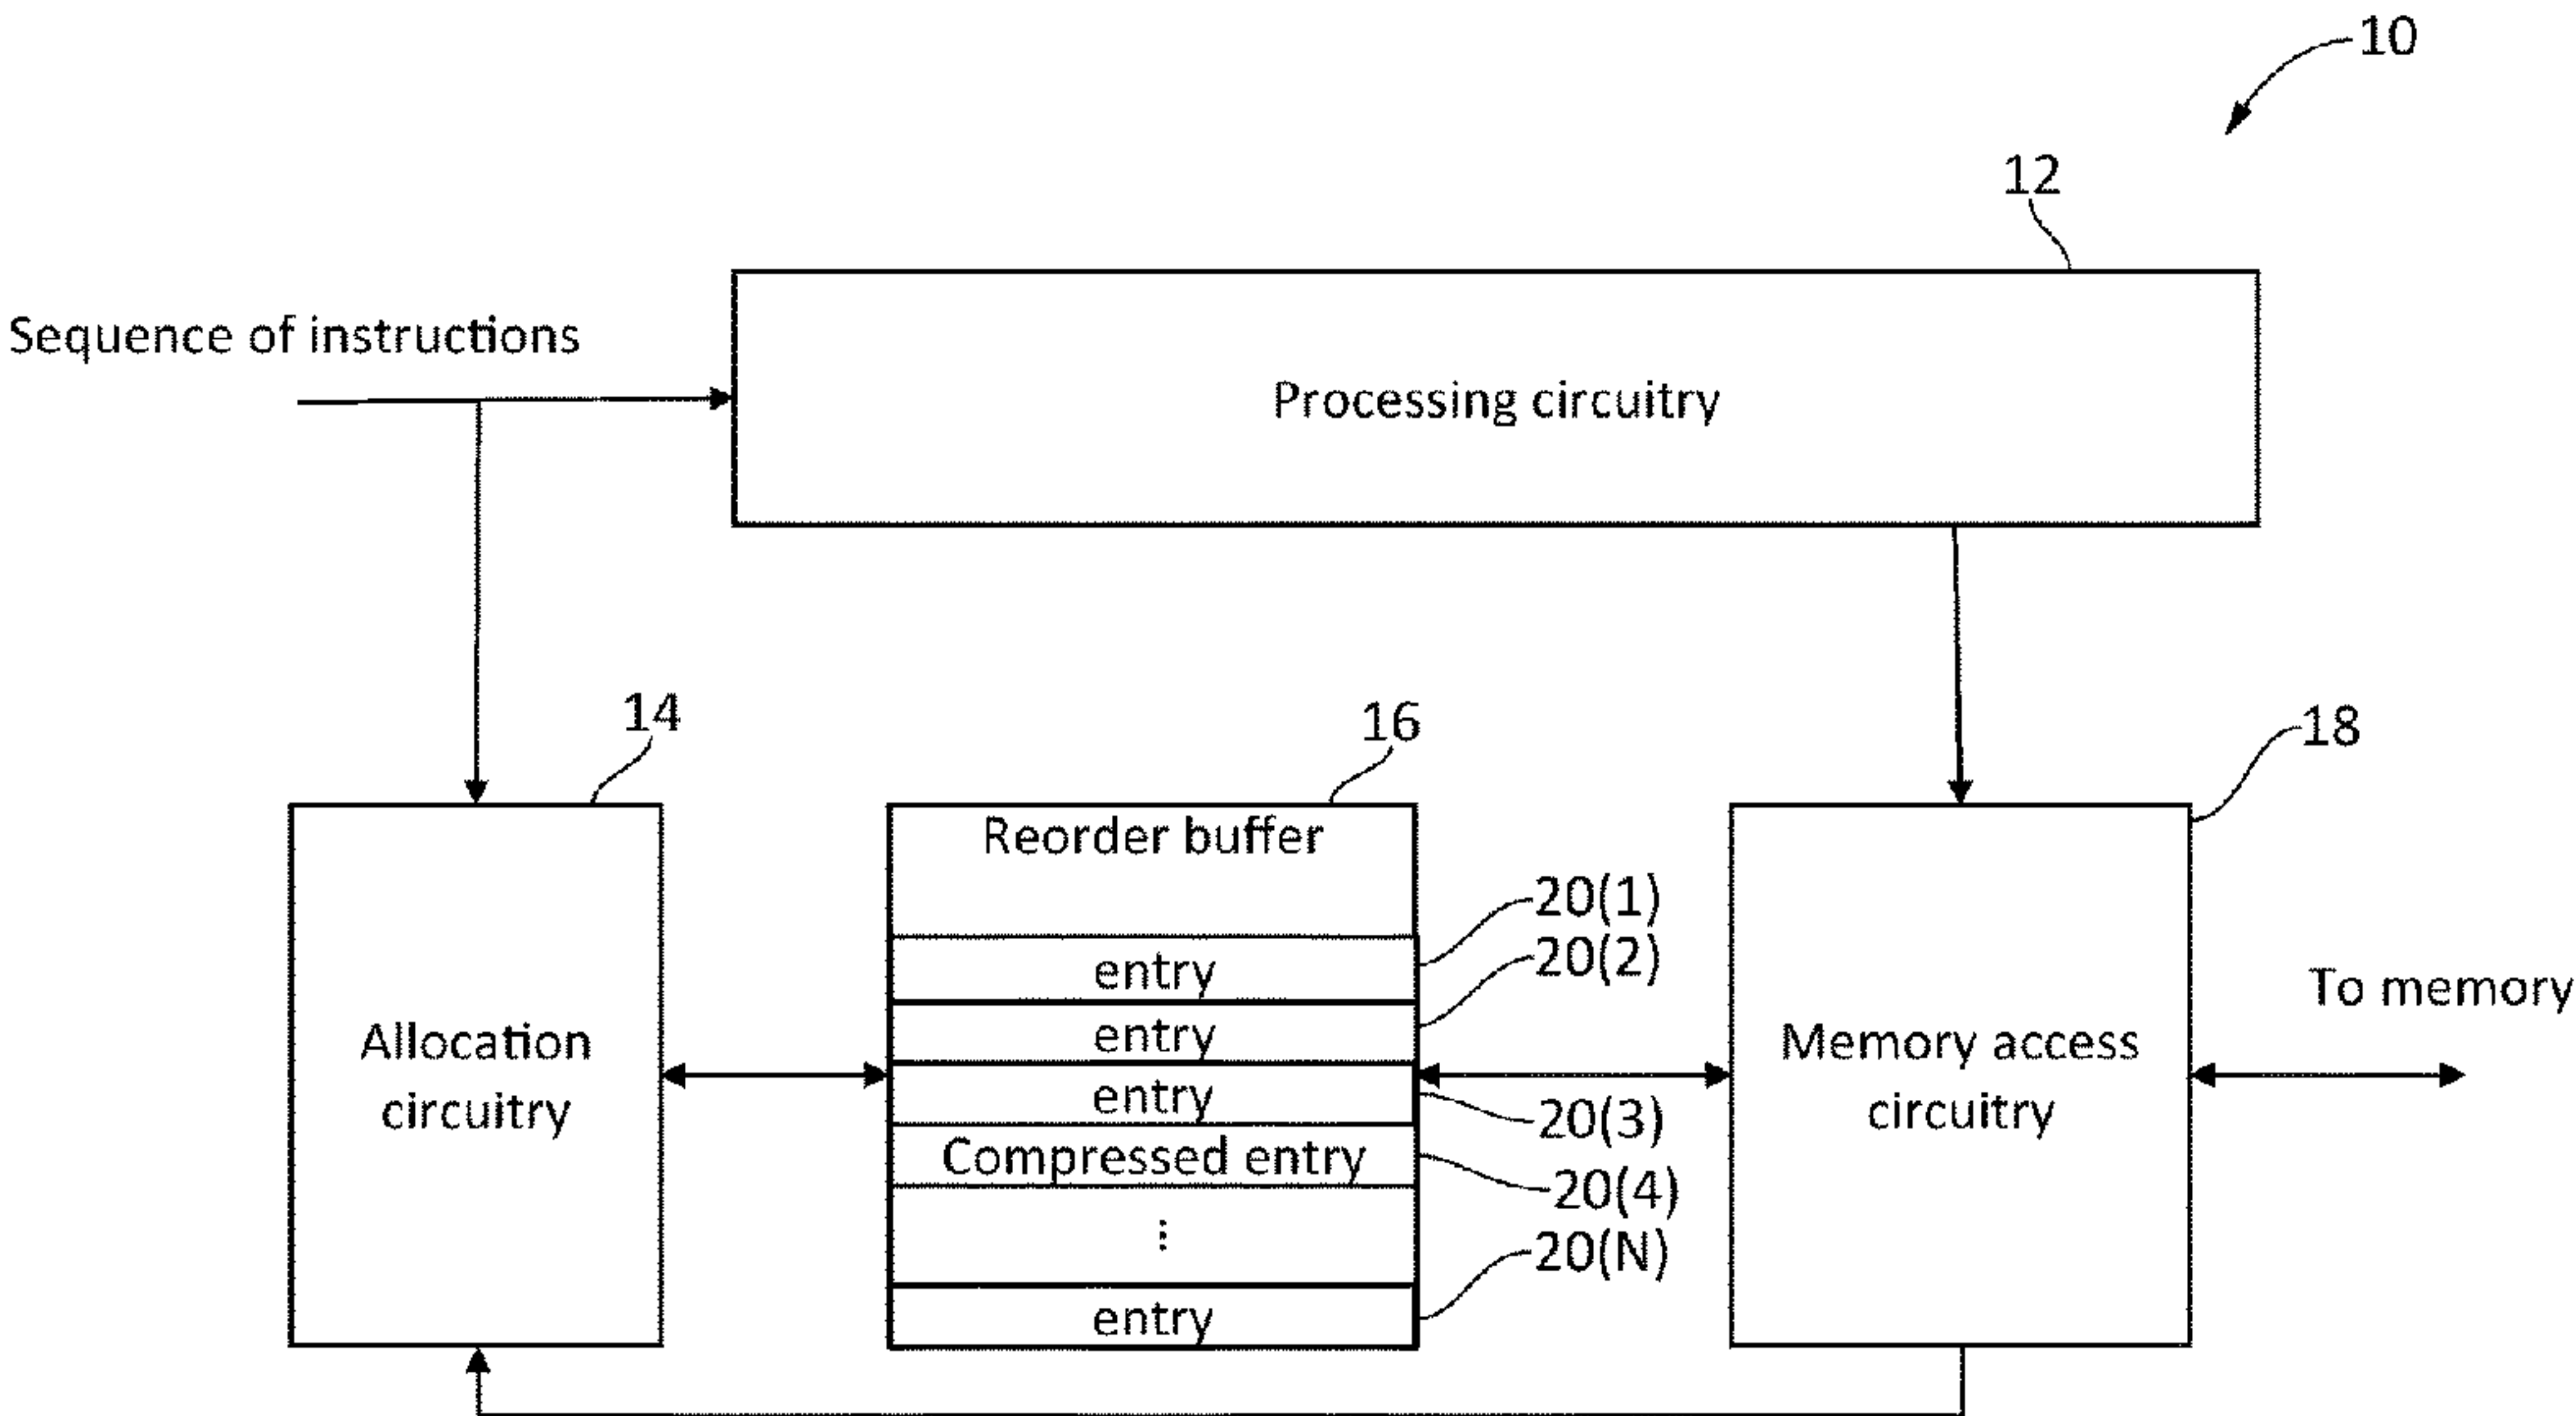 10
12
Sequence of instructions
Processing circuitry
14
16
18
Reorder buffer
20(1)
entry
20(2)
entry
To memory
Allocation
circuitry
Memory access
circuitry
entry
20(3)
Compressed entry
20(4)
⋮
20(N)
entry